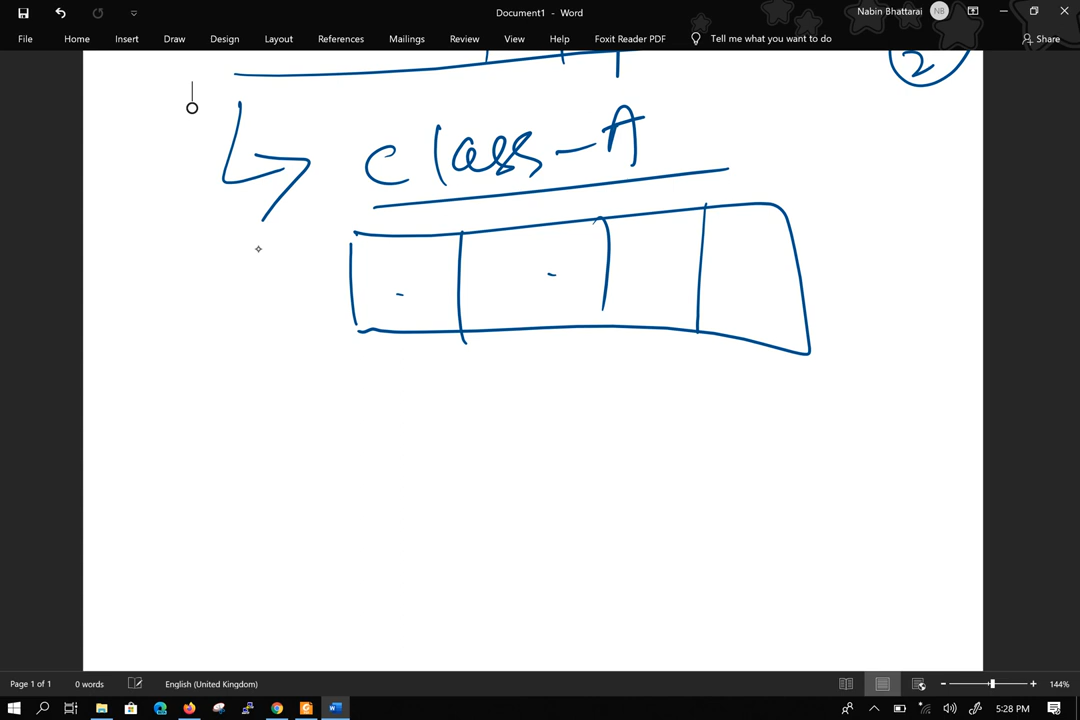 Document1 - Word
Nabin Bhattarai NB
File Home Insert Draw Design Layout References Mailings Review View Help Foxit Reader PDF Tell me what you want to do Share
2
class-A
Page 1 of 1 0 words English (United Kingdom) 144%
5:28 PM